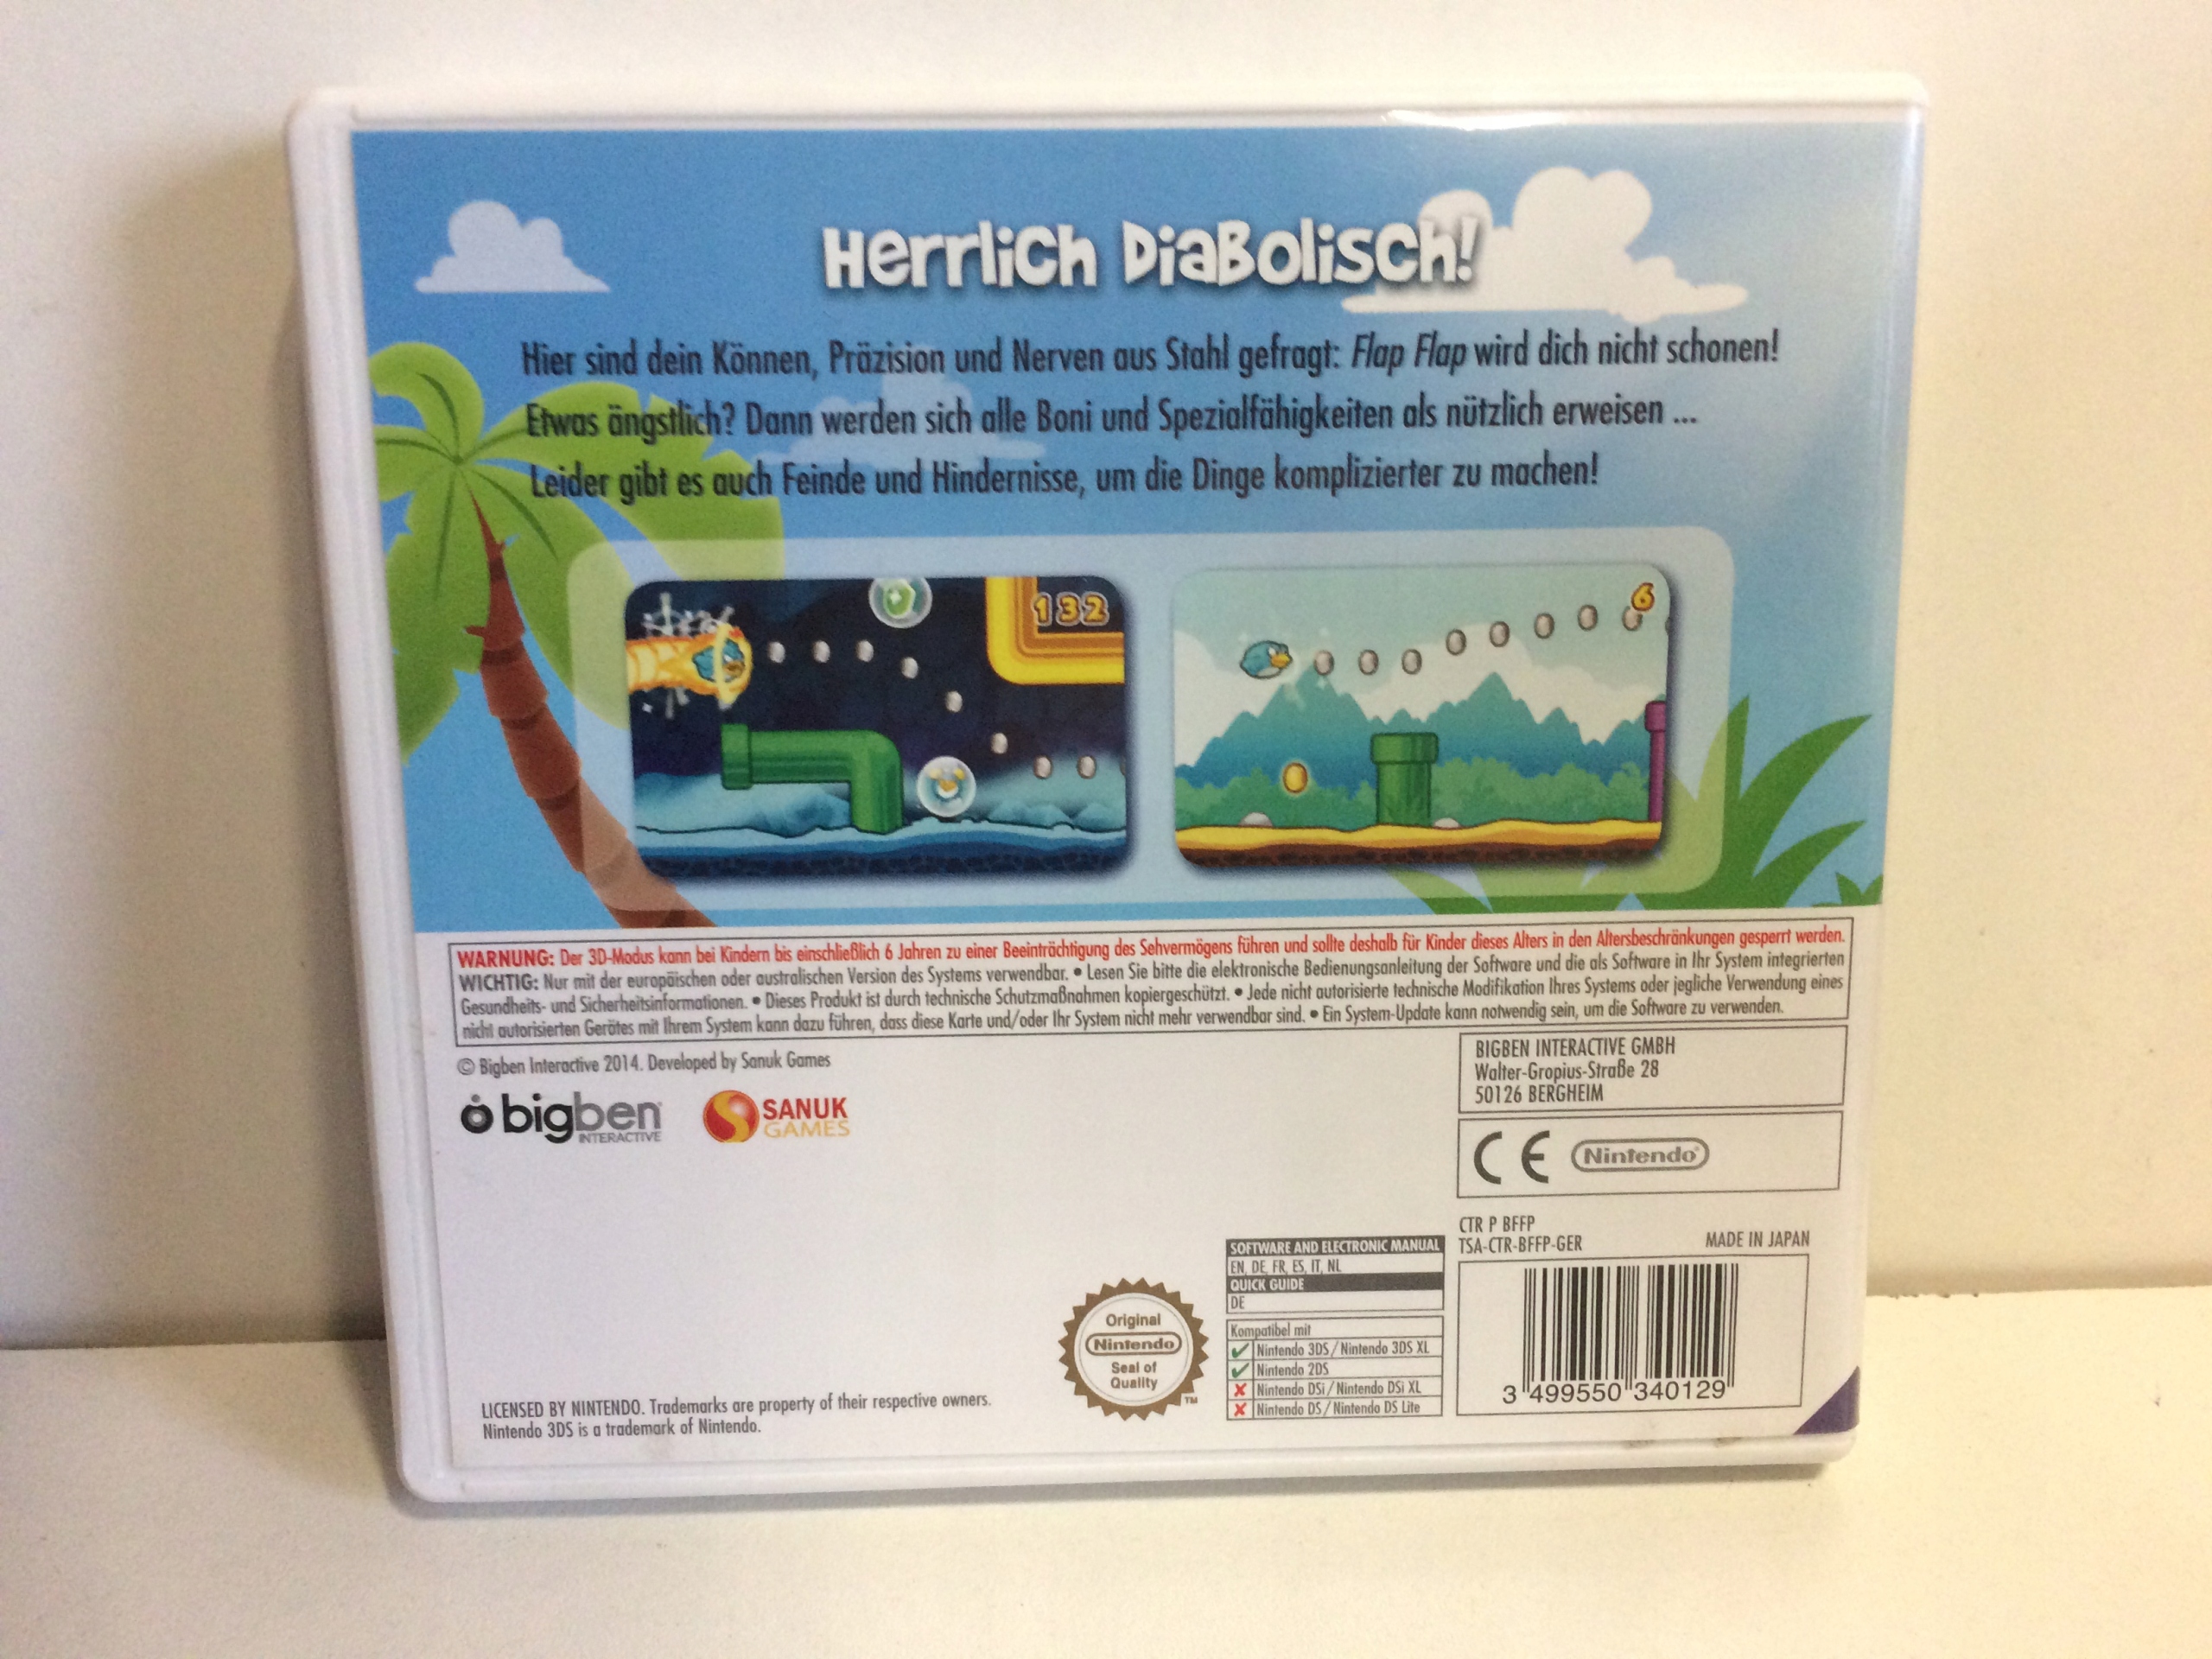 Herrlich Diabolisch!
Hier sind dein Können, Präzision und Nerven aus Stahl gefragt: Flap Flap wird dich nicht schonen!
Etwas ängstlich? Dann werden sich alle Boni und Spezialfähigkeiten als nützlich erweisen ...
Leider gibt es auch Feinde und Hindernisse, um die Dinge komplizierter zu machen!
132
6
WARNUNG: Der 3D-Modus kann bei Kindern bis einschließlich 6 Jahren zu einer Beeinträchtigung des Sehvermögens führen und sollte deshalb für Kinder dieses Alters in den Altersbeschränkungen gesperrt werden.
WICHTIG: Nur mit der europäischen oder australischen Version des Systems verwendbar. • Lesen Sie bitte die elektronische Bedienungsanleitung der Software und die als Software in Ihr System integrierten
Gesundheits- und Sicherheitsinformationen. • Dieses Produkt ist durch technische Schutzmaßnahmen kopiergeschützt. • Jede nicht autorisierte technische Modifikation Ihres Systems oder jegliche Verwendung eines
nicht autorisierten Gerätes mit Ihrem System kann dazu führen, dass diese Karte und/oder Ihr System nicht mehr verwendbar sind. • Ein System-Update kann notwendig sein, um die Software zu verwenden.
© Bigben Interactive 2014. Developed by Sanuk Games
bigben
INTERACTIVE
SANUK
GAMES
BIGBEN INTERACTIVE GMBH
Walter-Gropius-Straße 28
50126 BERGHEIM
CE Nintendo®
CTR P BFFP
TSA-CTR-BFFP-GER
MADE IN JAPAN
SOFTWARE AND ELECTRONIC MANUAL
EN, DE, FR, ES, IT, NL
QUICK GUIDE
DE
Kompatibel mit
Nintendo 3DS / Nintendo 3DS XL
Nintendo 2DS
Nintendo DSi / Nintendo DSi XL
Nintendo DS / Nintendo DS Lite
Original
Nintendo
Seal of
Quality
TM
3 499550 340129
LICENSED BY NINTENDO. Trademarks are property of their respective owners.
Nintendo 3DS is a trademark of Nintendo.